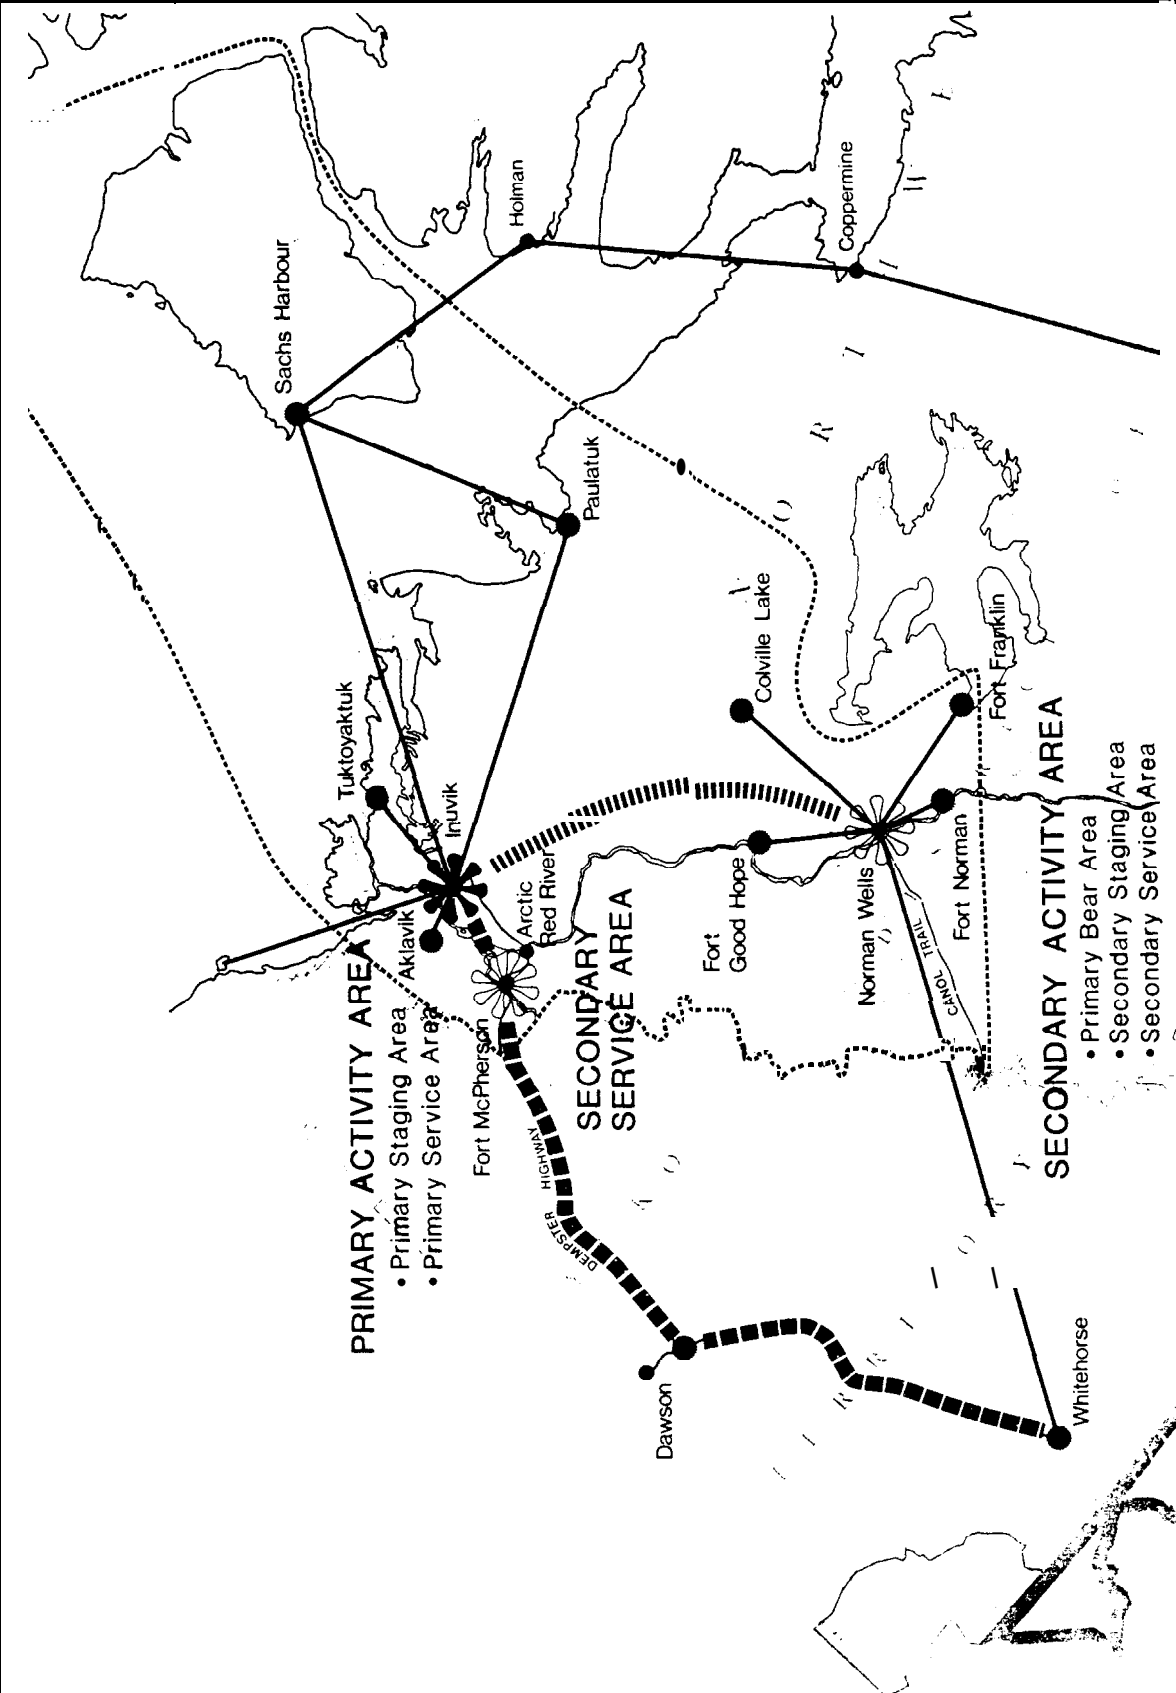 Sachs Harbour
Holman
Coppermine
Paulatuk
Tuktoyaktuk
Inuvik
Aklavik
Arctic
Red River
Fort McPherson
Colville Lake
Fort Franklin
Fort
Good Hope
Norman Wells
Fort Norman
CANOL TRAIL
DEMPSTER HIGHWAY
Dawson
Whitehorse
PRIMARY ACTIVITY AREA
• Primary Staging Area
• Primary Service Area
SECONDARY
SERVICE AREA
SECONDARY ACTIVITY AREA
• Primary Bear Area
• Secondary Staging Area
• Secondary Service Area